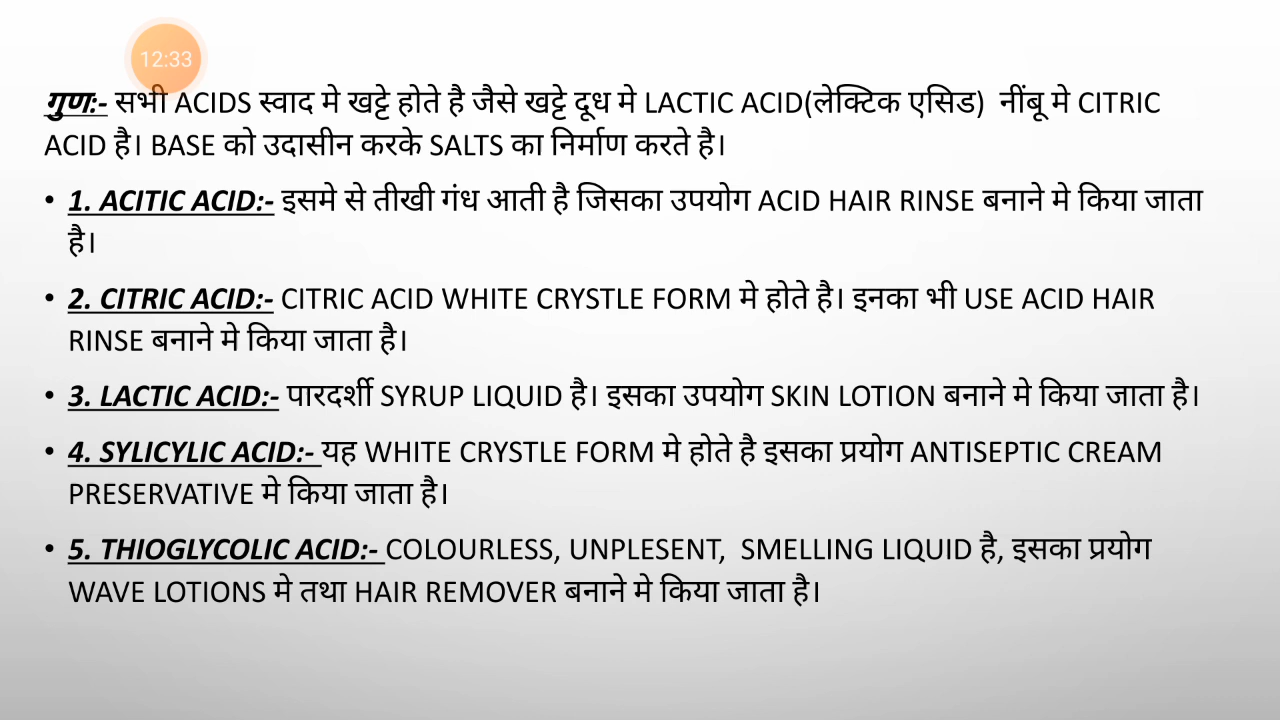 12:33
गुण:- सभी ACIDS स्वाद मे खट्टे होते है जैसे खट्टे दूध मे LACTIC ACID(लेक्टिक एसिड) नींबू मे CITRIC
ACID है। BASE को उदासीन करके SALTS का निर्माण करते है।
• 1. ACITIC ACID:- इसमे से तीखी गंध आती है जिसका उपयोग ACID HAIR RINSE बनाने मे किया जाता
है।
• 2. CITRIC ACID:- CITRIC ACID WHITE CRYSTLE FORM मे होते है। इनका भी USE ACID HAIR
RINSE बनाने मे किया जाता है।
• 3. LACTIC ACID:- पारदर्शी SYRUP LIQUID है। इसका उपयोग SKIN LOTION बनाने मे किया जाता है।
• 4. SYLICYLIC ACID:- यह WHITE CRYSTLE FORM मे होते है इसका प्रयोग ANTISEPTIC CREAM
PRESERVATIVE मे किया जाता है।
• 5. THIOGLYCOLIC ACID:- COLOURLESS, UNPLESENT, SMELLING LIQUID है, इसका प्रयोग
WAVE LOTIONS मे तथा HAIR REMOVER बनाने मे किया जाता है।